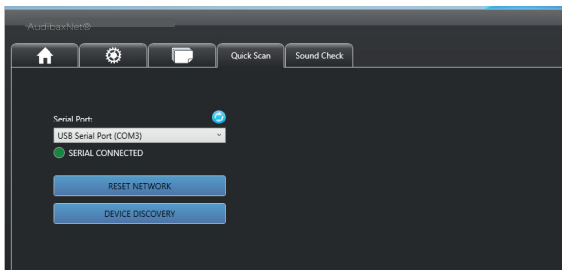 AudibaxNet®
Quick Scan Sound Check
Serial Port:
USB Serial Port (COM3)
SERIAL CONNECTED
RESET NETWORK
DEVICE DISCOVERY